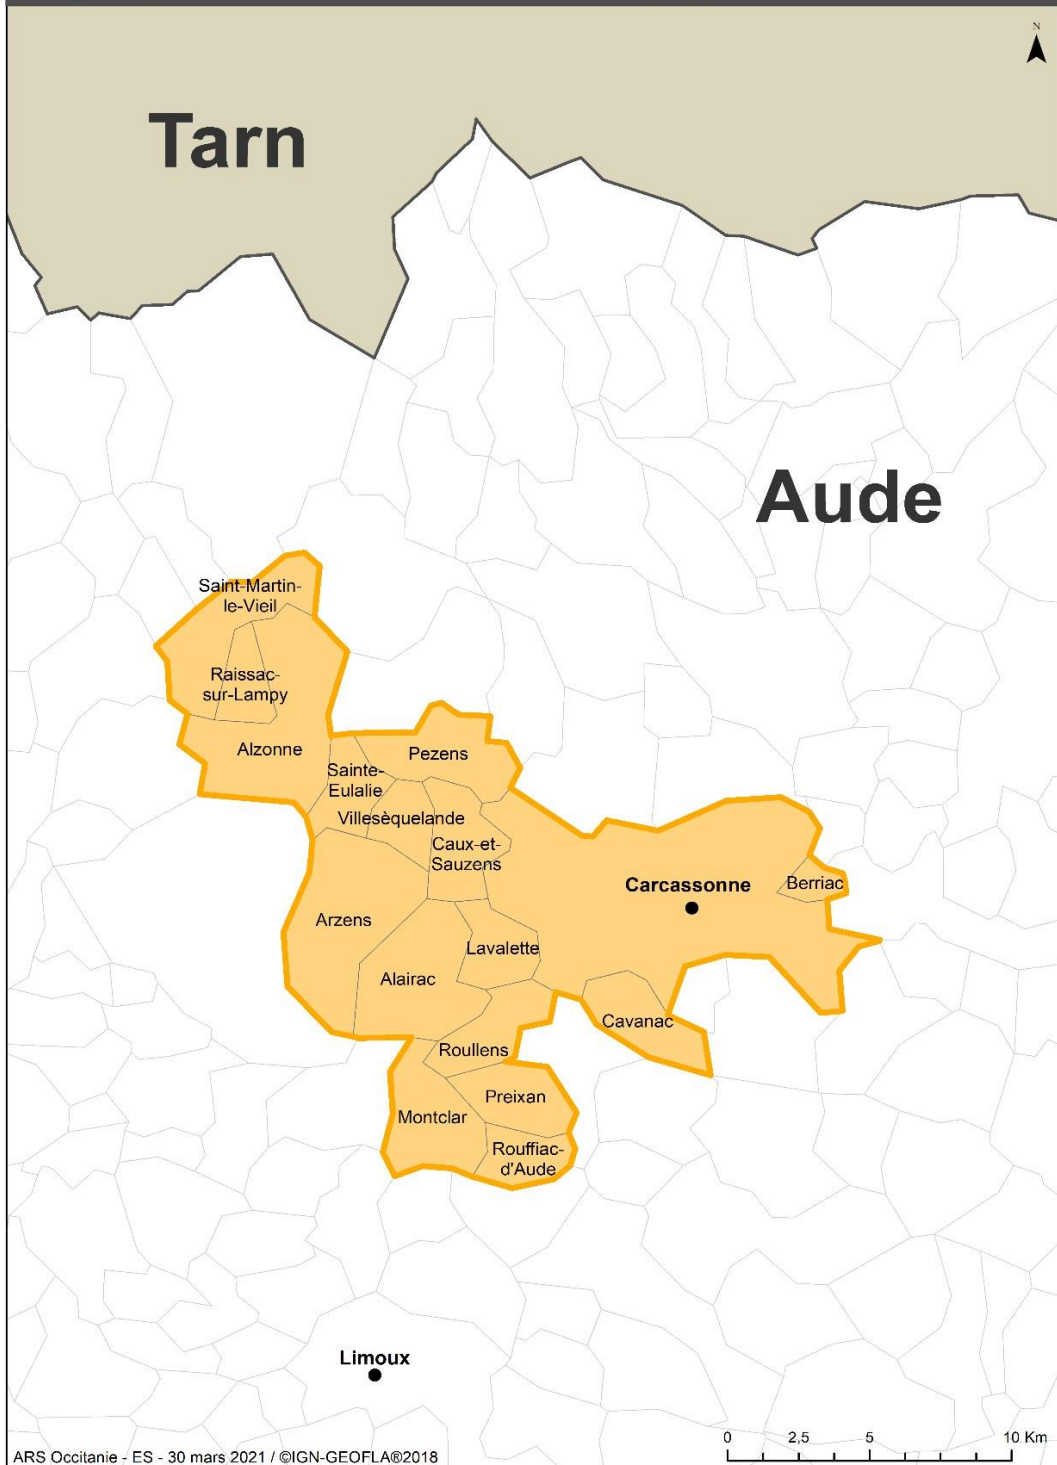 N
Tarn
Aude
Saint-Martin-
le-Vieil
Raissac-
sur-Lampy
Alzonne
Pezens
Sainte-
Eulalie
Villesèquelande
Caux-et-
Sauzens
Carcassonne
Berriac
Arzens
Lavalette
Alairac
Cavanac
Roullens
Preixan
Montclar
Rouffiac-
d'Aude
Limoux
0 2,5 5 10 Km
ARS Occitanie - ES - 30 mars 2021 / ©IGN-GEOFLA®2018